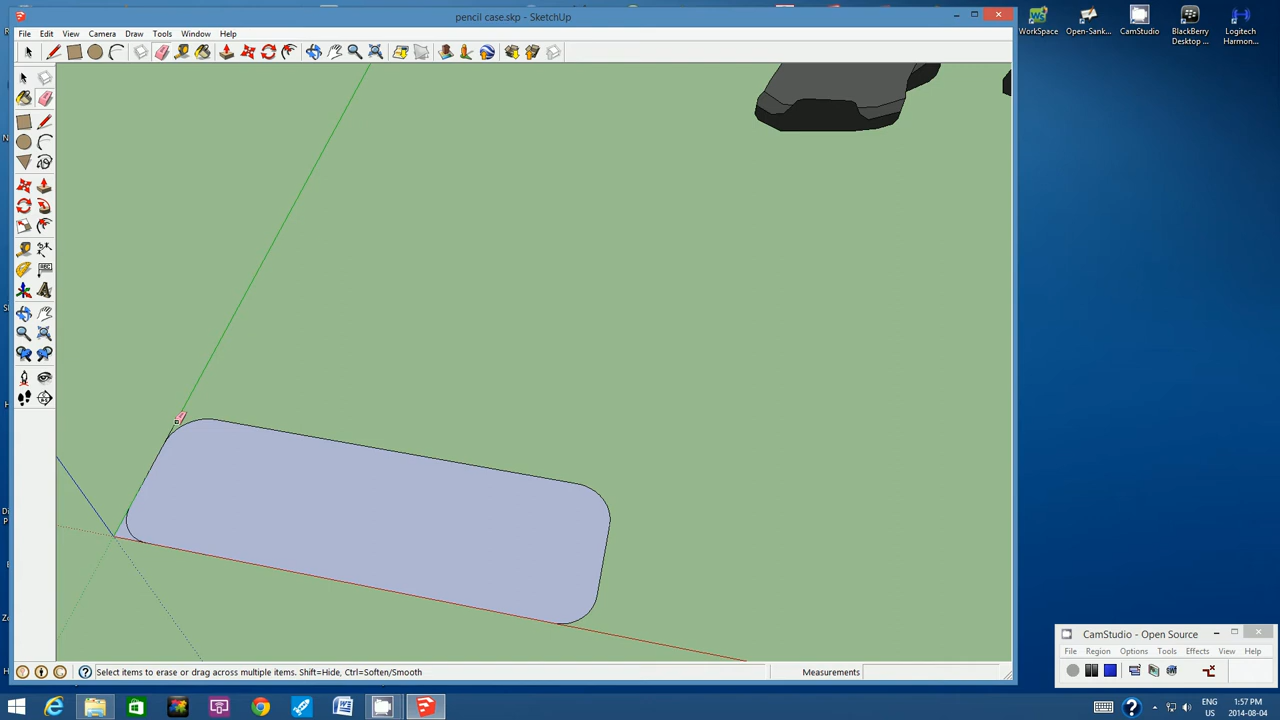 pencil case.skp - SketchUp
File Edit View Camera Draw Tools Window Help
ABC
Select items to erase or drag across multiple items. Shift=Hide, Ctrl=Soften/Smooth
Measurements
WorkSpace
Open-Sank...
CamStudio
BlackBerry
Desktop ...
Logitech
Harmon...
CamStudio - Open Source
File Region Options Tools Effects View Help
ENG
US
1:57 PM
2014-08-04